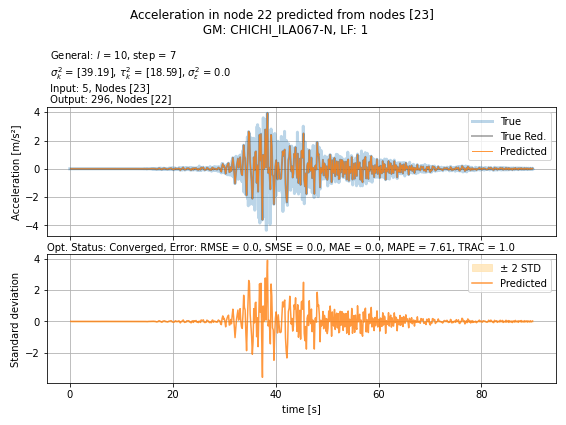 Acceleration in node 22 predicted from nodes [23]
GM: CHICHI_ILA067-N, LF: 1
General: l = 10, step = 7
σ²ₖ = [39.19], τ²ₖ = [18.59], σ²ε = 0.0
Input: 5, Nodes [23]
Output: 296, Nodes [22]
Acceleration [m/s²]
4
2
0
−2
−4
True
True Red.
Predicted
Opt. Status: Converged, Error: RMSE = 0.0, SMSE = 0.0, MAE = 0.0, MAPE = 7.61, TRAC = 1.0
Standard deviation
4
2
0
−2
± 2 STD
Predicted
0 20 40 60 80
time [s]